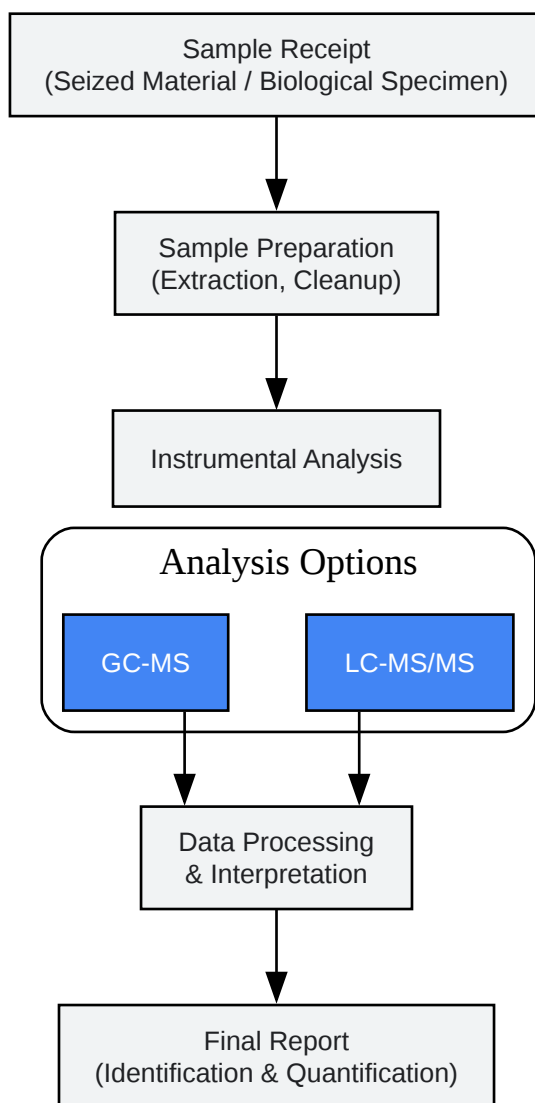 Sample Receipt
(Seized Material / Biological Specimen)
Sample Preparation
(Extraction, Cleanup)
Instrumental Analysis
Analysis Options
GC-MS
LC-MS/MS
Data Processing
& Interpretation
Final Report
(Identification & Quantification)